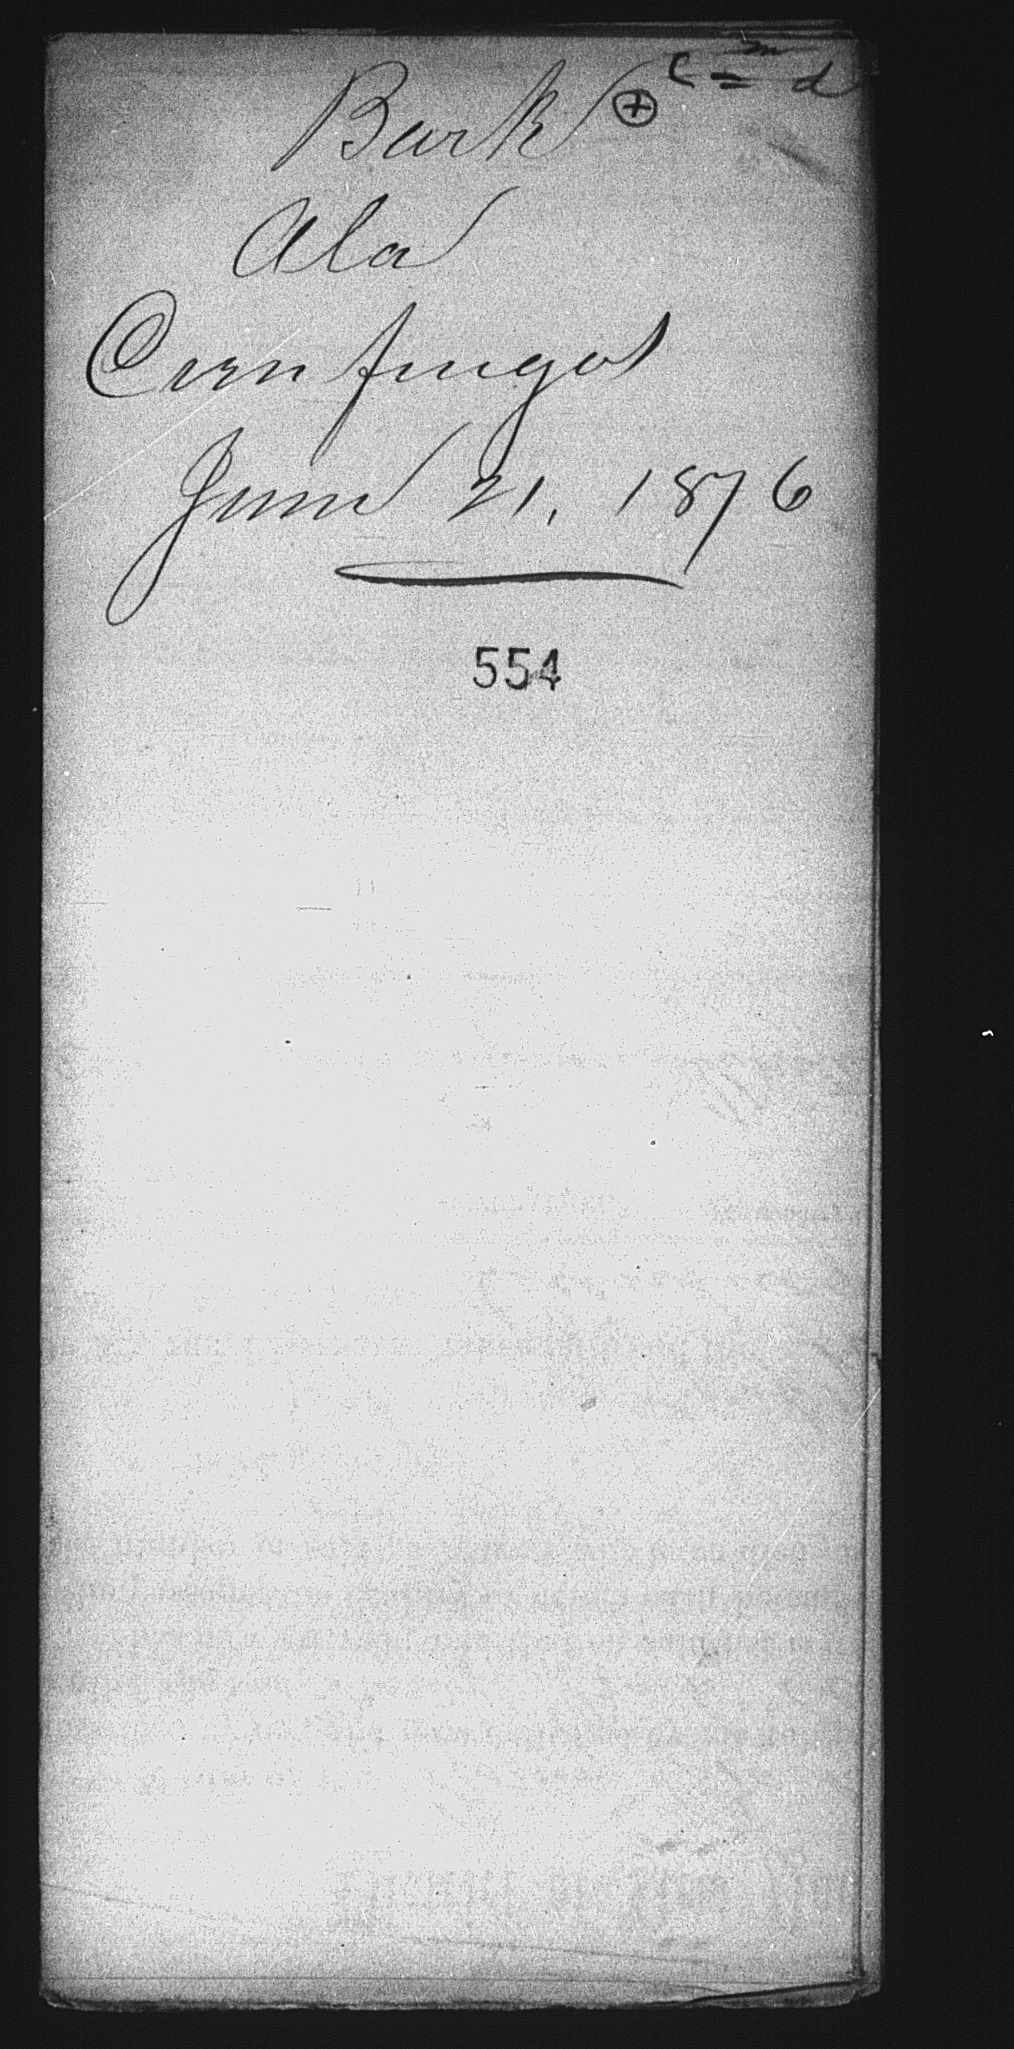 Bark ⊕ C = m d
Ala
Cienfuegos
June 21, 1876
554